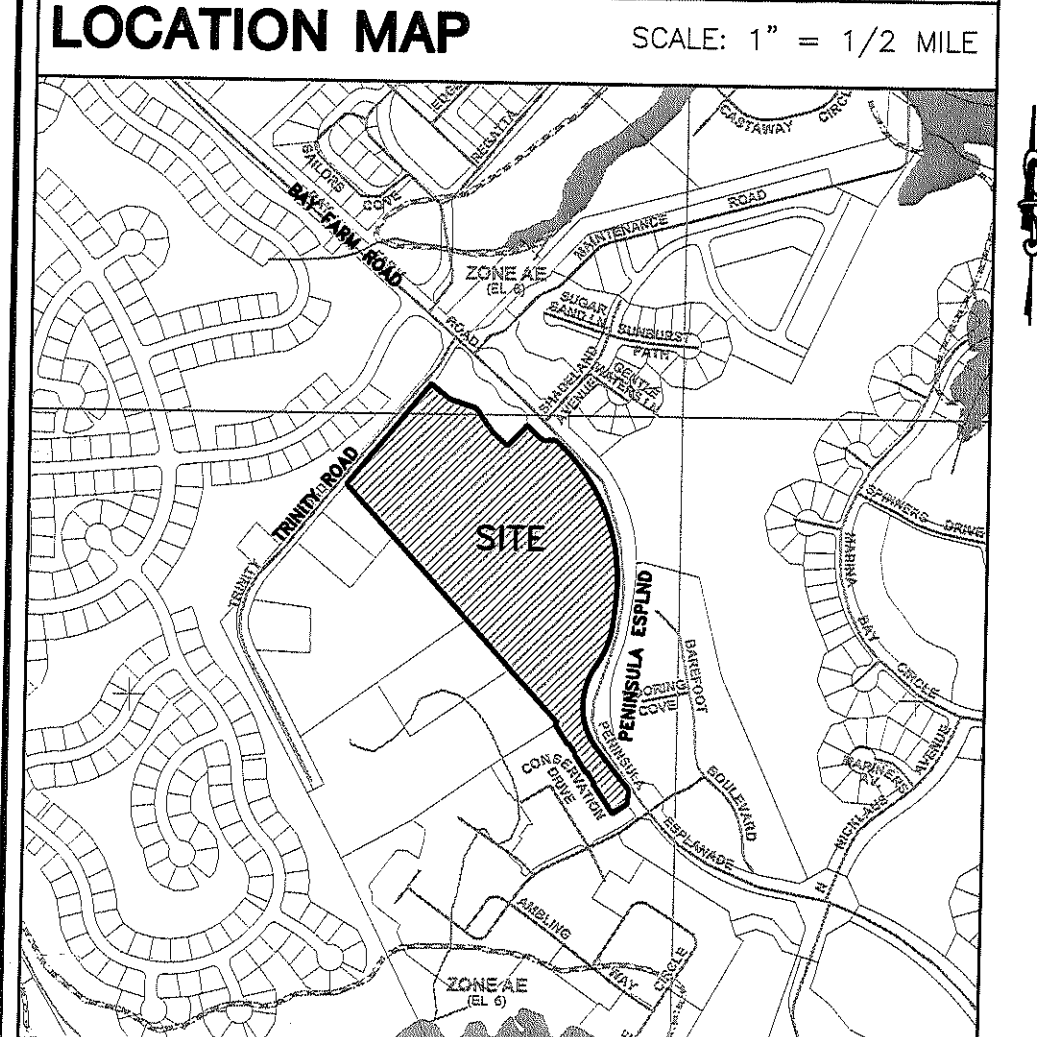 LOCATION MAP
SCALE: 1" = 1/2 MILE
REGATTA
CASTAWAY CIRCL
SAILORS
COVE
BAY FARM ROAD
MAINTENANCE ROAD
ZONE AE
(EL 6)
ROAD
SUGAR
SAND LN
SUNBURST
PATH
SHADELAND
AVENUE
GENTLE
WATERS LN
TRINITY ROAD
TRINITY
SITE
SPINNERS DRIVE
MARINA
BAY
CIRCLE
PENINSULA ESPLND
BAREFOOT
ORING
COVE
PENINSULA
CONSERVATION
DRIVE
BOULEVARD
ESPLANADE
MARINERS
N NICKLAUS AVENUE
AMBLING
WAY
CIRCLE
ZONE AE
(EL 6)